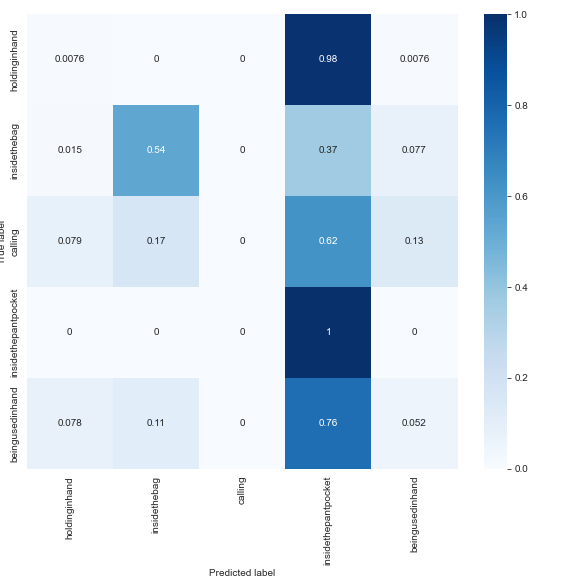 holdinginhand 0.0076 0 0 0.98 0.0076
insidethebag 0.015 0.54 0 0.37 0.077
calling 0.079 0.17 0 0.62 0.13
insidethepantpocket 0 0 0 1 0
beingusedinhand 0.078 0.11 0 0.76 0.052
True label
holdinginhand insidethebag calling insidethepantpocket beingusedinhand
Predicted label
1.0
0.8
0.6
0.4
0.2
0.0